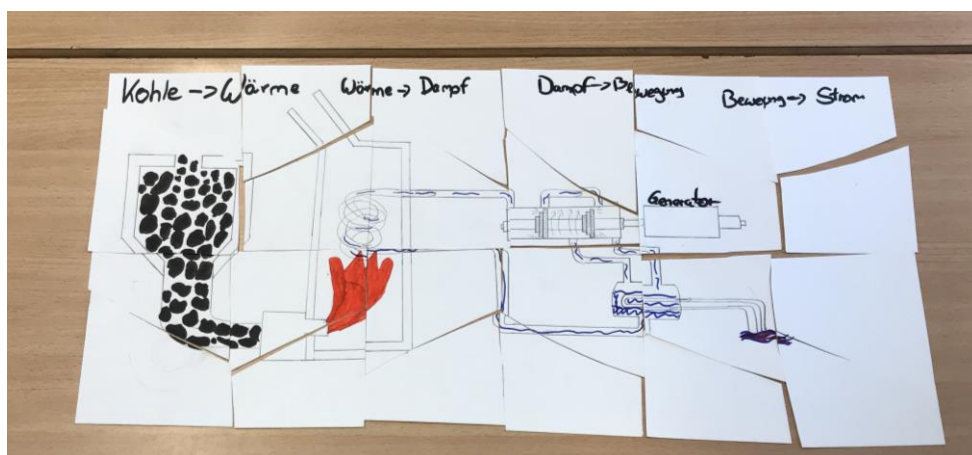 Kohle -> Wärme
Wärme -> Dampf
Dampf -> Bewegung
Bewegung -> Strom
Generator